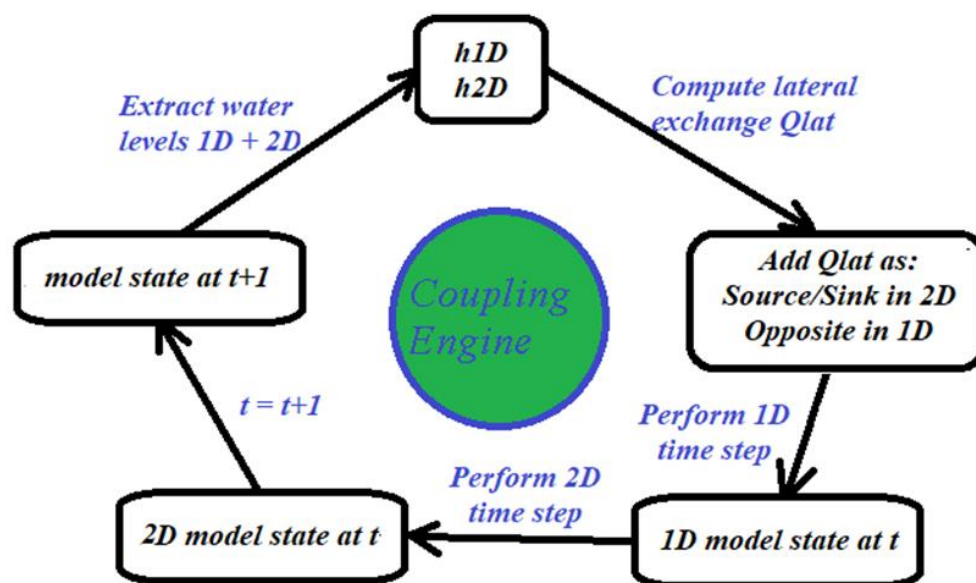 h1D
h2D
Compute lateral
exchange Qlat
Add Qlat as:
Source/Sink in 2D
Opposite in 1D
Perform 1D
time step
1D model state at t
Perform 2D
time step
2D model state at t
t = t+1
model state at t+1
Extract water
levels 1D + 2D
Coupling
Engine